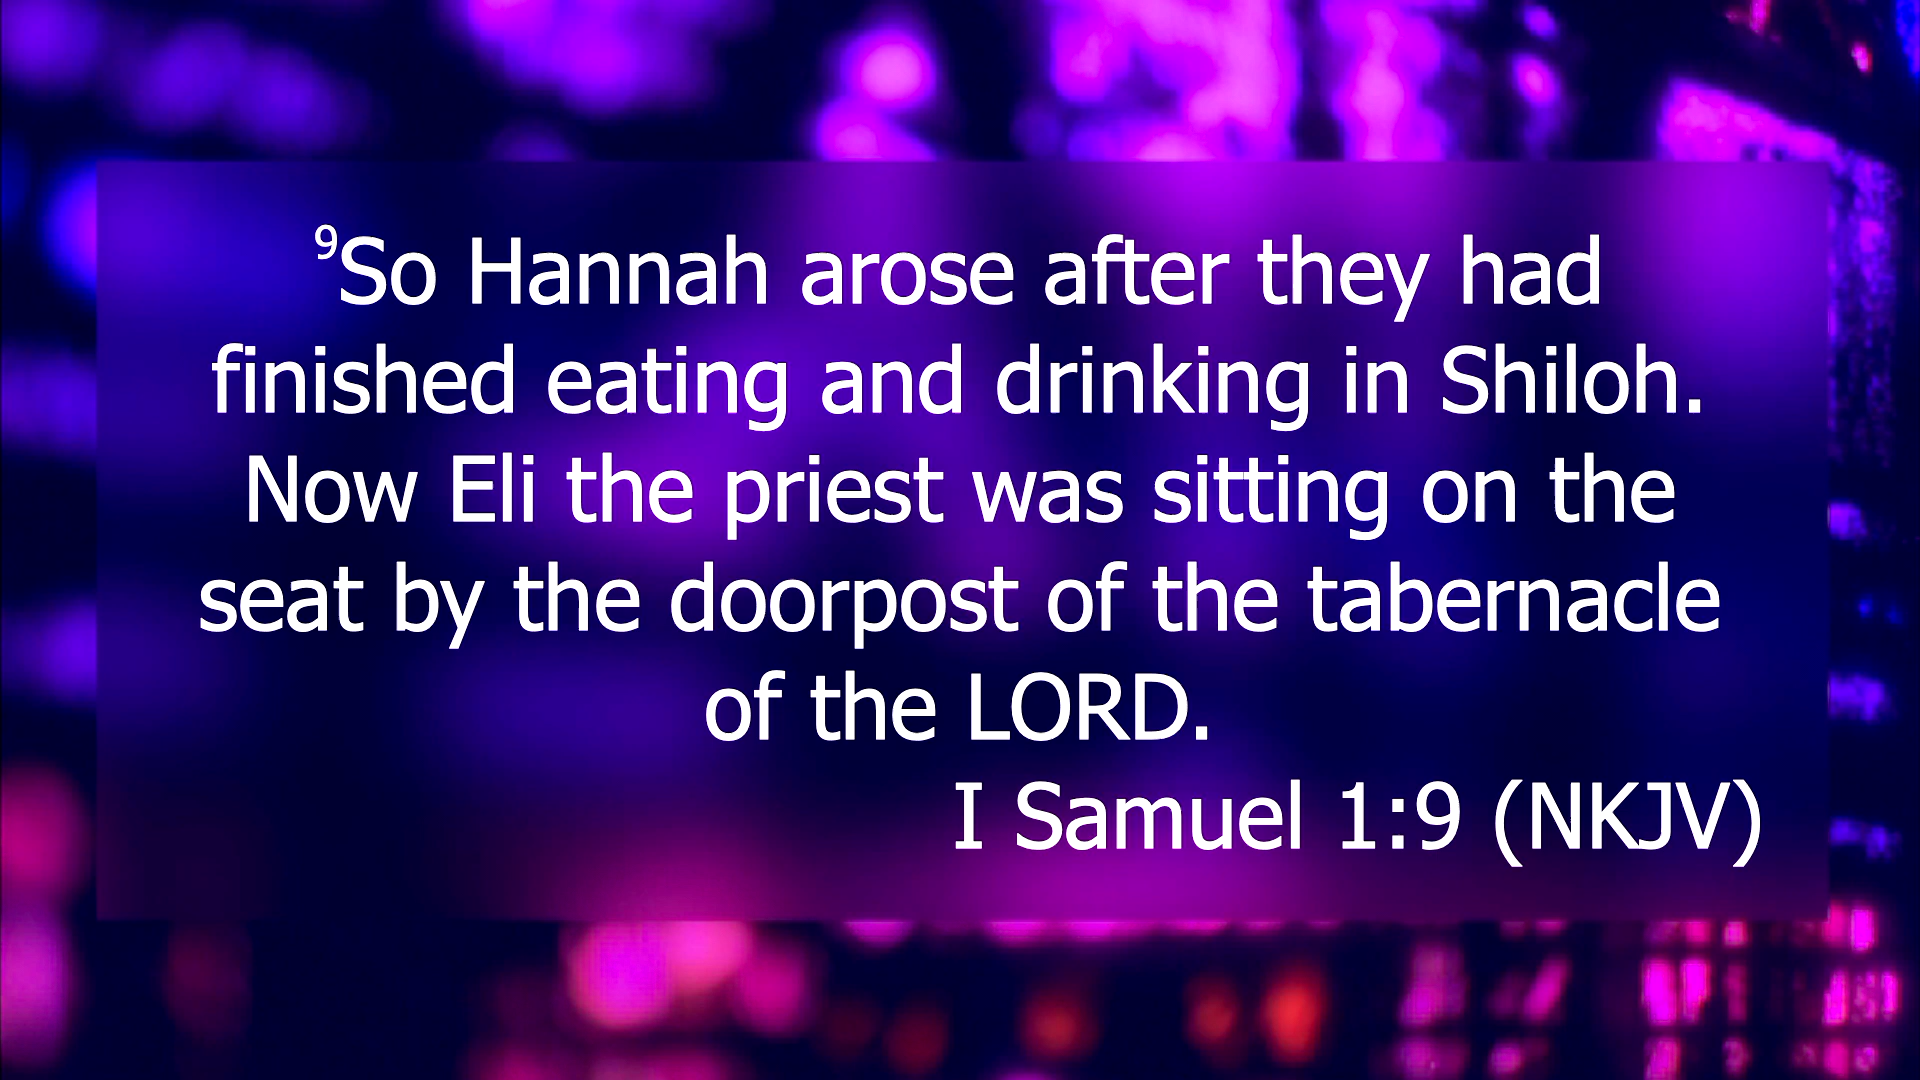 ⁹So Hannah arose after they had
finished eating and drinking in Shiloh.
Now Eli the priest was sitting on the
seat by the doorpost of the tabernacle
of the LORD.
I Samuel 1:9 (NKJV)